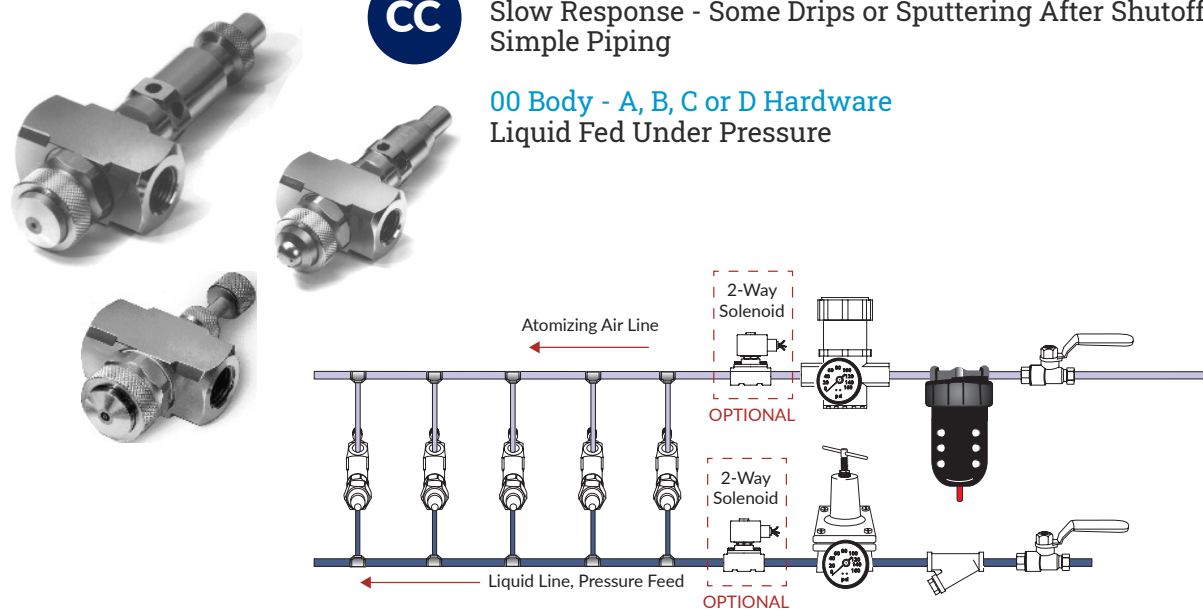 CC
Slow Response - Some Drips or Sputtering After Shutoff
Simple Piping
00 Body - A, B, C or D Hardware
Liquid Fed Under Pressure
2-Way
Solenoid
Atomizing Air Line
OPTIONAL
2-Way
Solenoid
Liquid Line, Pressure Feed
OPTIONAL